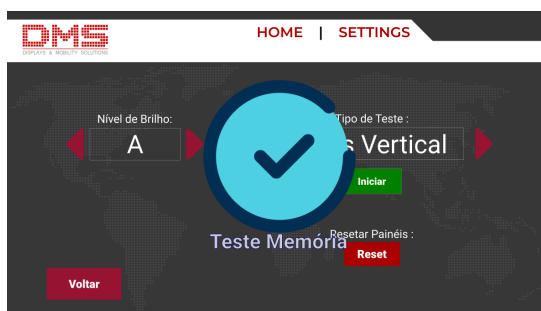 DMS
DISPLAYS & MOBILITY SOLUTIONS
HOME | SETTINGS
Nível de Brilho:
A
Tipo de Teste :
s Vertical
Iniciar
Teste Memória
Resetar Painéis :
Reset
Voltar